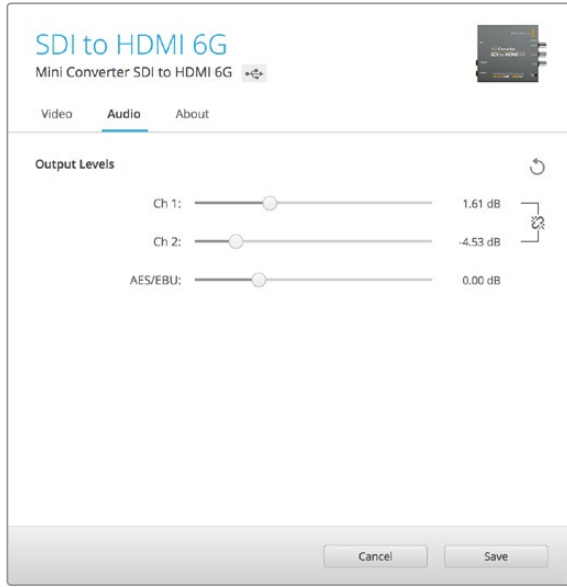 SDI to HDMI 6G
Mini Converter SDI to HDMI 6G
Video Audio About
Output Levels
Ch 1: 1.61 dB
Ch 2: -4.53 dB
AES/EBU: 0.00 dB
Cancel Save